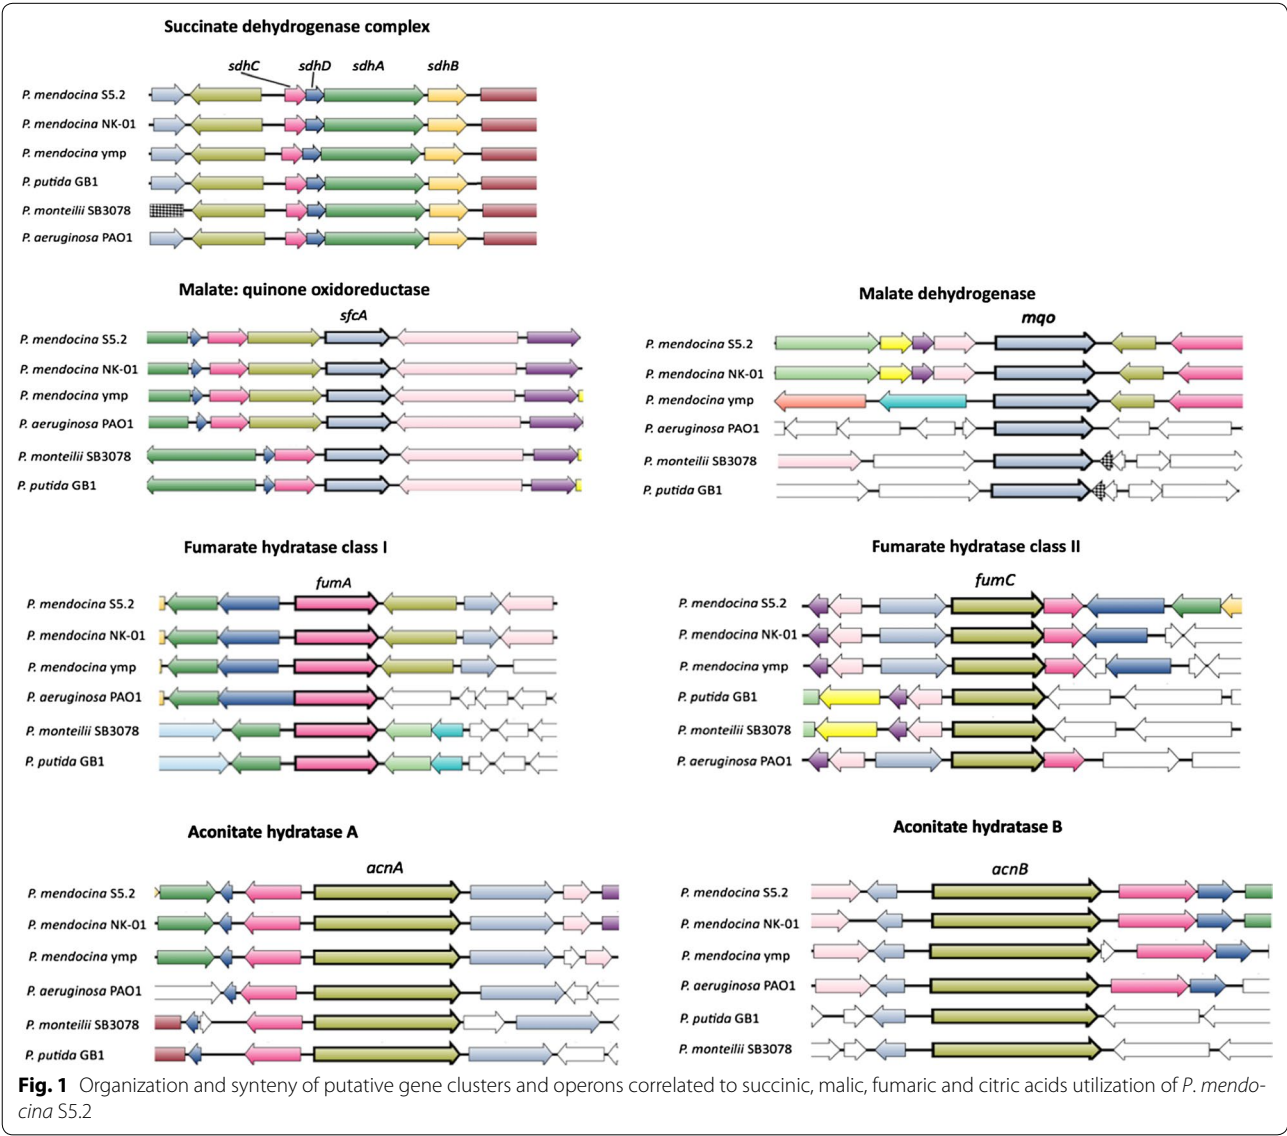 Succinate dehydrogenase complex
sdhC sdhD sdhA sdhB
P. mendocina S5.2
P. mendocina NK-01
P. mendocina ymp
P. putida GB1
P. monteilii SB3078
P. aeruginosa PAO1
Malate: quinone oxidoreductase
sfcA
P. mendocina S5.2
P. mendocina NK-01
P. mendocina ymp
P. aeruginosa PAO1
P. monteilii SB3078
P. putida GB1
Malate dehydrogenase
mqo
P. mendocina S5.2
P. mendocina NK-01
P. mendocina ymp
P. aeruginosa PAO1
P. monteilii SB3078
P. putida GB1
Fumarate hydratase class I
fumA
P. mendocina S5.2
P. mendocina NK-01
P. mendocina ymp
P. aeruginosa PAO1
P. monteilii SB3078
P. putida GB1
Fumarate hydratase class II
fumC
P. mendocina S5.2
P. mendocina NK-01
P. mendocina ymp
P. putida GB1
P. monteilii SB3078
P. aeruginosa PAO1
Aconitate hydratase A
acnA
P. mendocina S5.2
P. mendocina NK-01
P. mendocina ymp
P. aeruginosa PAO1
P. monteilii SB3078
P. putida GB1
Aconitate hydratase B
acnB
P. mendocina S5.2
P. mendocina NK-01
P. mendocina ymp
P. aeruginosa PAO1
P. putida GB1
P. monteilii SB3078
Fig. 1 Organization and synteny of putative gene clusters and operons correlated to succinic, malic, fumaric and citric acids utilization of P. mendo-
cina S5.2